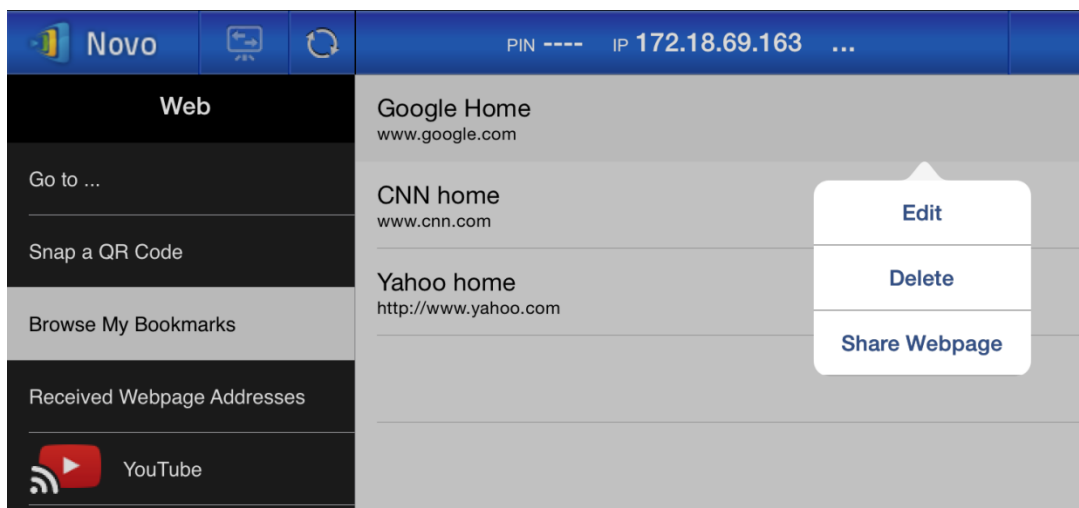 Novo
PIN ---- IP 172.18.69.163 ...
Web
Go to ...
Snap a QR Code
Browse My Bookmarks
Received Webpage Addresses
YouTube
Google Home
www.google.com
CNN home
www.cnn.com
Yahoo home
http://www.yahoo.com
Edit
Delete
Share Webpage